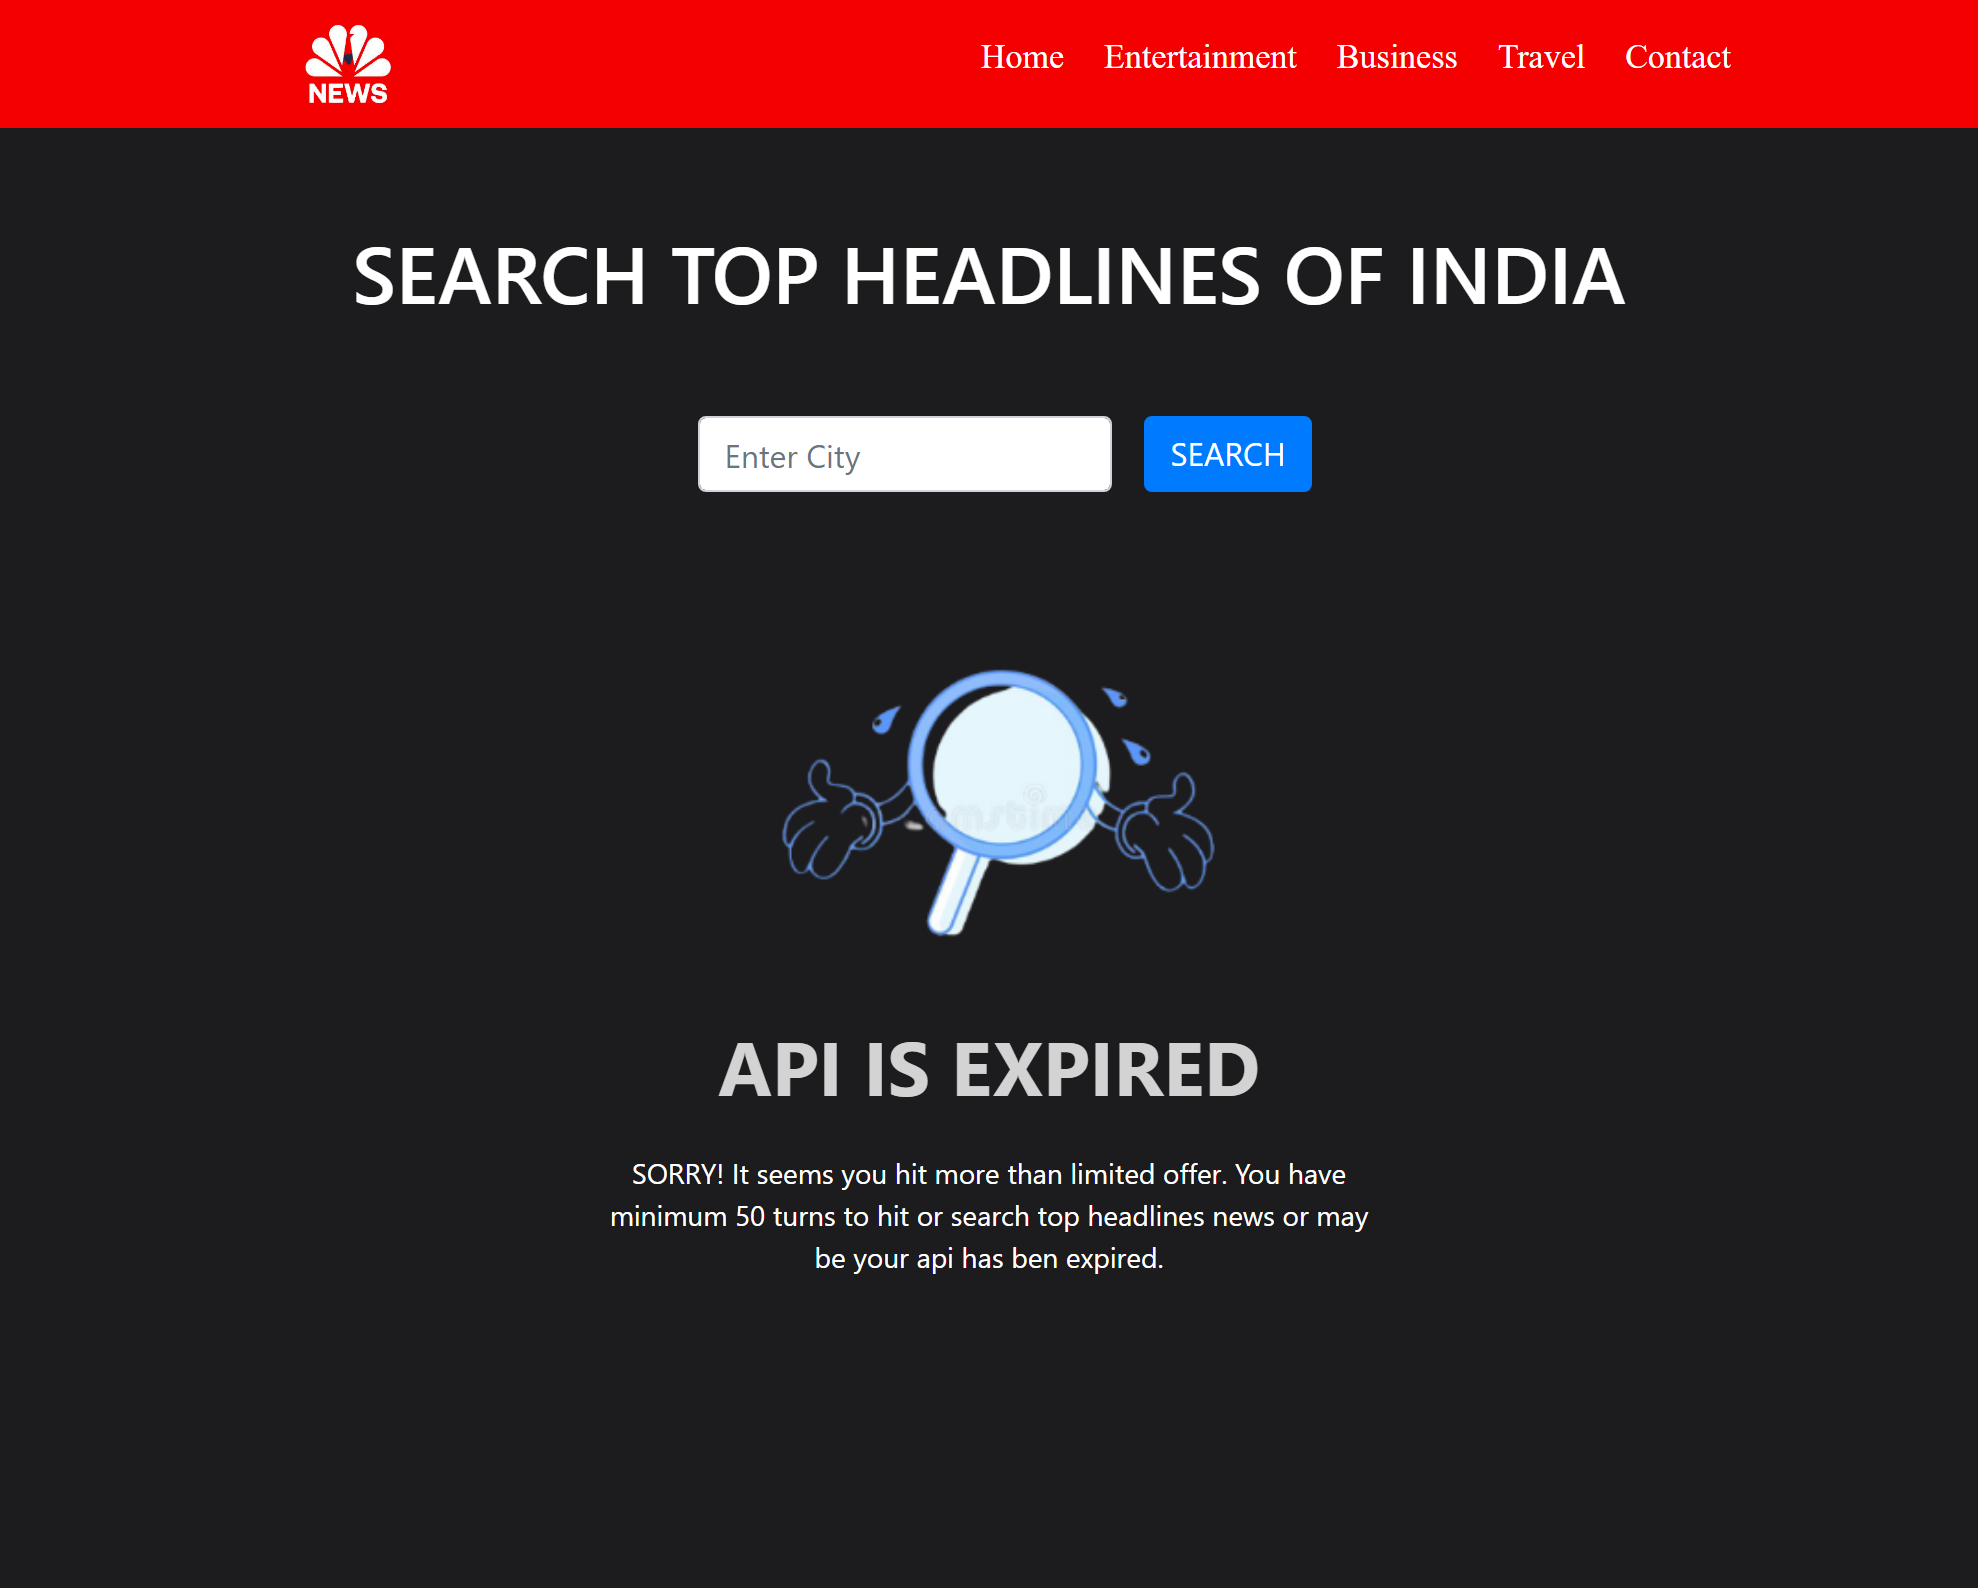 NEWS
Home Entertainment Business Travel Contact
SEARCH TOP HEADLINES OF INDIA
Enter City
SEARCH
API IS EXPIRED
SORRY! It seems you hit more than limited offer. You have
minimum 50 turns to hit or search top headlines news or may
be your api has ben expired.